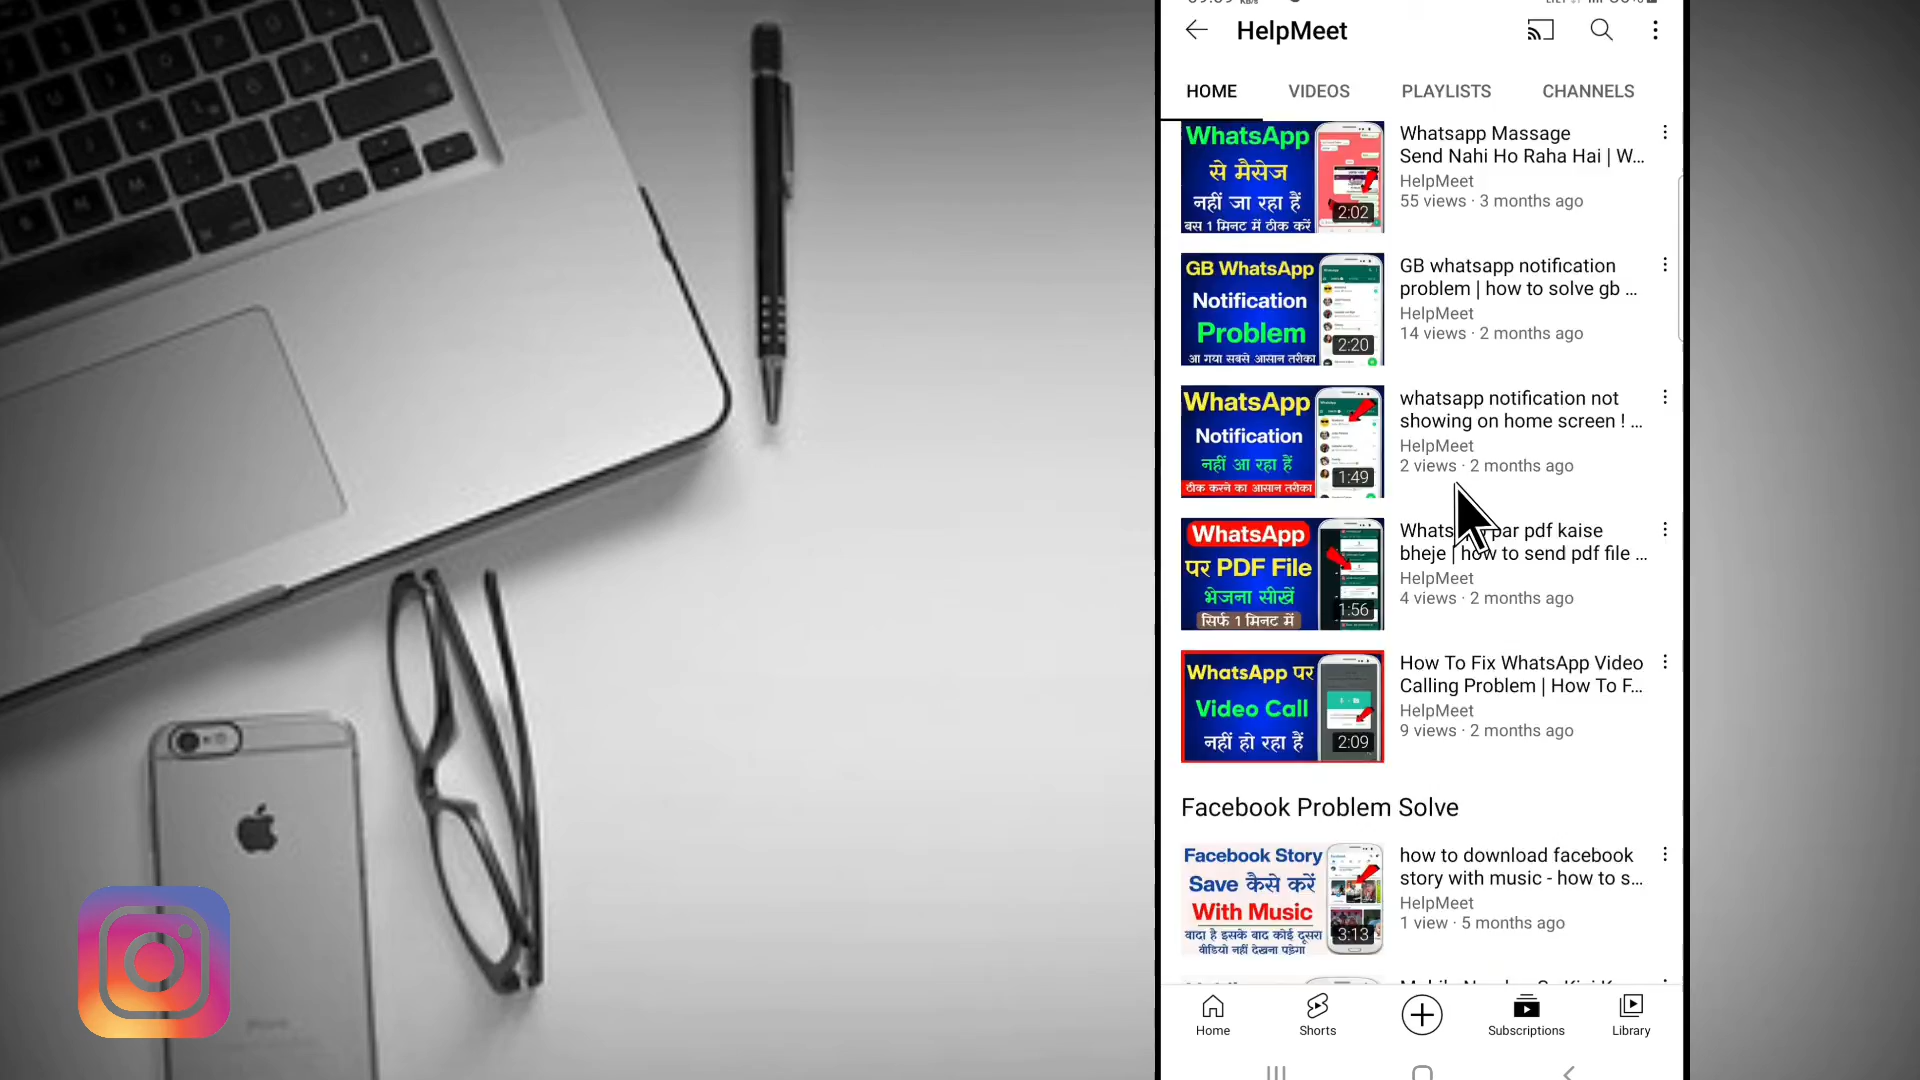 HelpMeet
HOME
VIDEOS
PLAYLISTS
CHANNELS
WhatsApp
से मैसेज
नहीं जा रहा हैं
बस 1 मिनट में ठीक करें
2:02
Whatsapp Massage
Send Nahi Ho Raha Hai | W...
HelpMeet
55 views · 3 months ago
GB WhatsApp
Notification
Problem
आ गया सबसे आसान तरीका
2:20
GB whatsapp notification
problem | how to solve gb ...
HelpMeet
14 views · 2 months ago
WhatsApp
Notification
नहीं आ रहा हैं
ठीक करने का आसान तरीका
1:49
whatsapp notification not
showing on home screen ! ...
HelpMeet
2 views · 2 months ago
WhatsApp
पर PDF File
भेजना सीखें
सिर्फ 1 मिनट में
1:56
par pdf kaise
bheje | how to send pdf file ...
HelpMeet
4 views · 2 months ago
WhatsApp पर
Video Call
नहीं हो रहा हैं
2:09
How To Fix WhatsApp Video
Calling Problem | How To F...
HelpMeet
9 views · 2 months ago
Facebook Problem Solve
Facebook Story
Save कैसे करें
With Music
वादा है इसके बाद कोई दूसरा
वीडियो नहीं देखना पड़ेगा
3:13
how to download facebook
story with music - how to s...
HelpMeet
1 view · 5 months ago
Home
Shorts
Subscriptions
Library